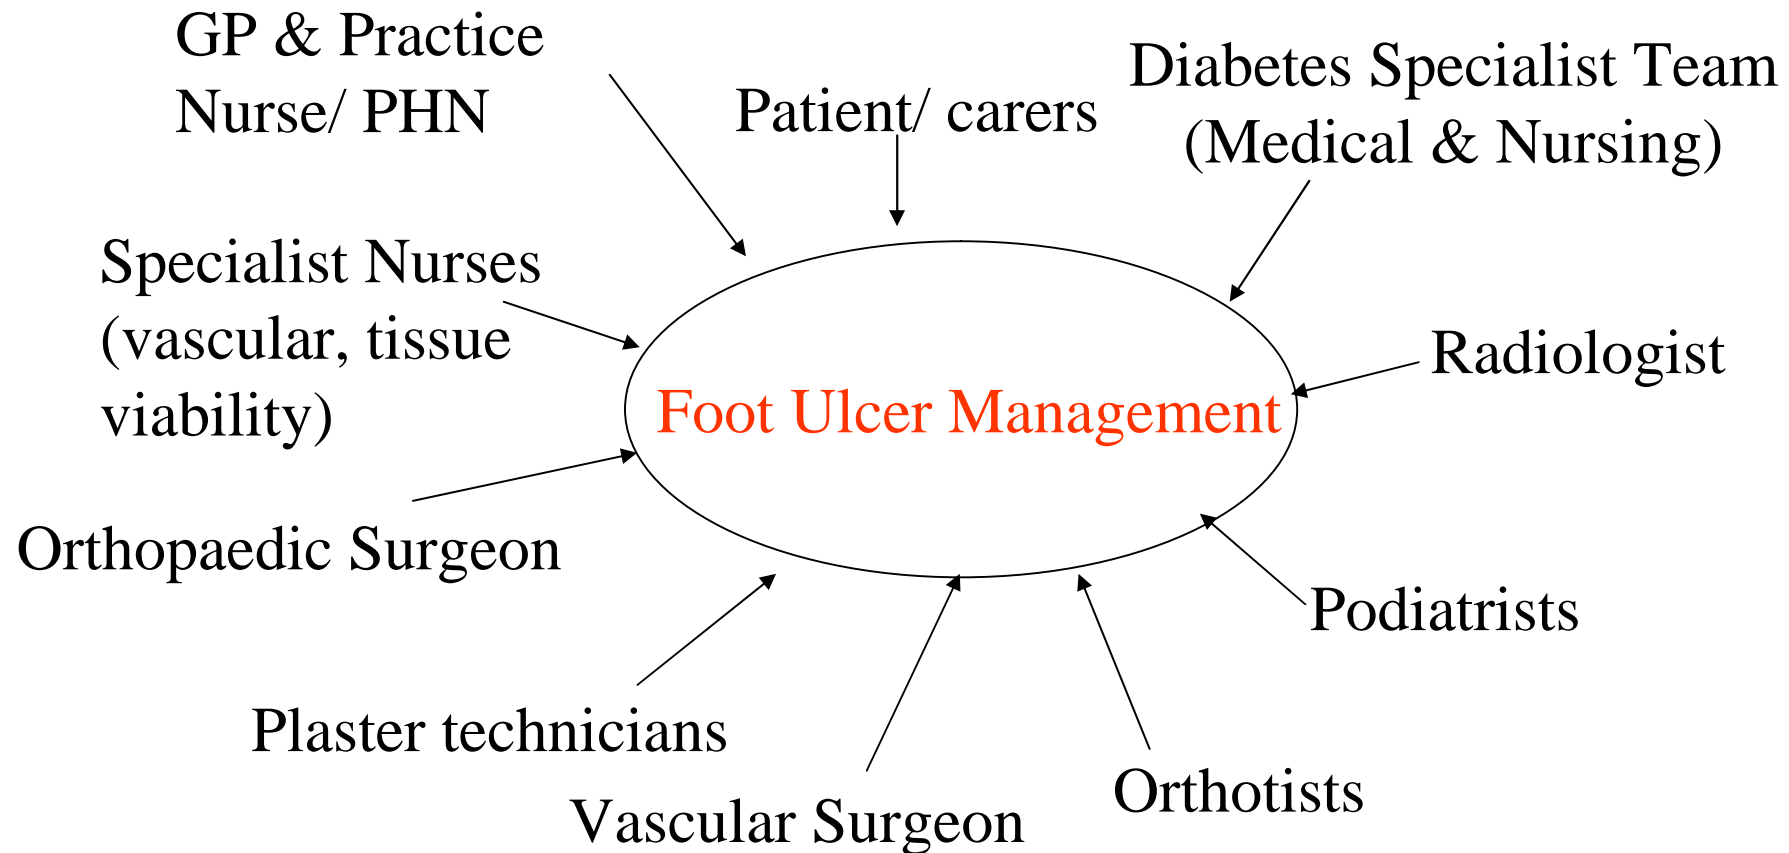 GP & Practice
Nurse/ PHN
Patient/ carers
Diabetes Specialist Team
(Medical & Nursing)
Specialist Nurses
(vascular, tissue
viability)
Radiologist
Foot Ulcer Management
Orthopaedic Surgeon
Podiatrists
Plaster technicians
Orthotists
Vascular Surgeon